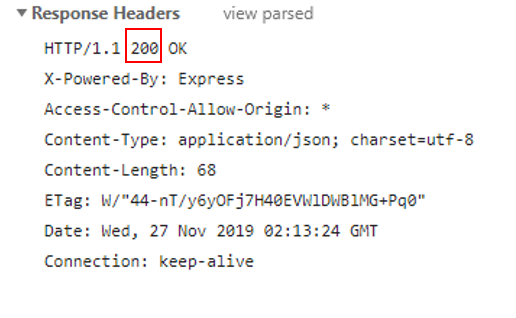 Response Headers view parsed
HTTP/1.1 200 OK
X-Powered-By: Express
Access-Control-Allow-Origin: *
Content-Type: application/json; charset=utf-8
Content-Length: 68
ETag: W/"44-nT/y6yOFj7H40EVWlDWBlMG+Pq0"
Date: Wed, 27 Nov 2019 02:13:24 GMT
Connection: keep-alive